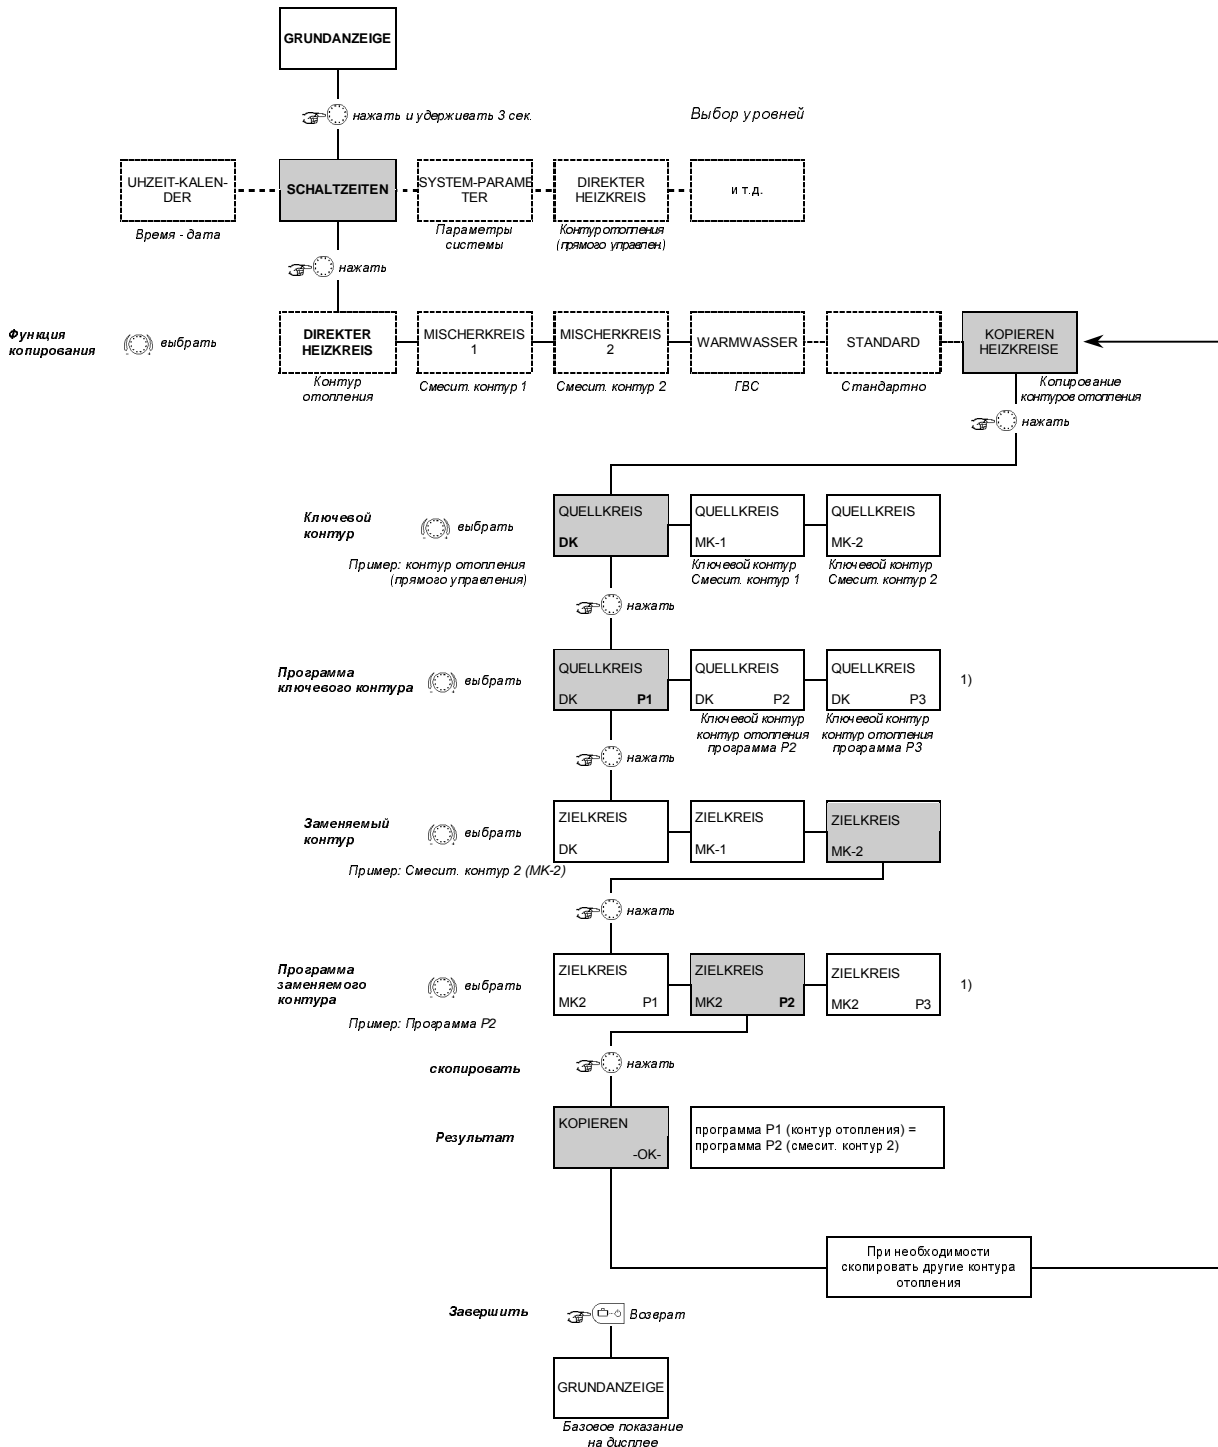 GRUNDANZEIGE
нажать и удерживать 3 сек.
Выбор уровней
UHZEIT-KALEN-
DER
SCHALTZEITEN
SYSTEM-PARAME
TER
DIREKTER
HEIZKREIS
и т.д.
Время - дата
Параметры
системы
Контур отопления
(прямого управлен.)
нажать
Функция
копирования
выбрать
DIREKTER
HEIZKREIS
MISCHERKREIS
1
MISCHERKREIS
2
WARMWASSER
STANDARD
KOPIEREN
HEIZKREISE
Контур
отопления
Смесит. контур 1
Смесит. контур 2
ГВС
Стандартно
Копирование
контуров отопления
нажать
Ключевой
контур
выбрать
QUELLKREIS
DK
QUELLKREIS
MK-1
QUELLKREIS
MK-2
Пример: контур отопления
(прямого управления)
Ключевой контур
Смесит. контур 1
Ключевой контур
Смесит. контур 2
нажать
Программа
ключевого контура
выбрать
QUELLKREIS
DK P1
QUELLKREIS
DK P2
QUELLKREIS
DK P3
1)
Ключевой контур
контур отопления
программа P2
Ключевой контур
контур отопления
программа P3
нажать
Заменяемый
контур
выбрать
ZIELKREIS
DK
ZIELKREIS
MK-1
ZIELKREIS
MK-2
Пример: Смесит. контур 2 (MK-2)
нажать
Программа
заменяемого
контура
выбрать
ZIELKREIS
MK2 P1
ZIELKREIS
MK2 P2
ZIELKREIS
MK2 P3
1)
Пример: Программа P2
скопировать
нажать
Результат
KOPIEREN
-OK-
программа P1 (контур отопления) =
программа P2 (смесит. контур 2)
При необходимости
скопировать другие контура
отопления
Завершить
Возврат
GRUNDANZEIGE
Базовое показание
на дисплее